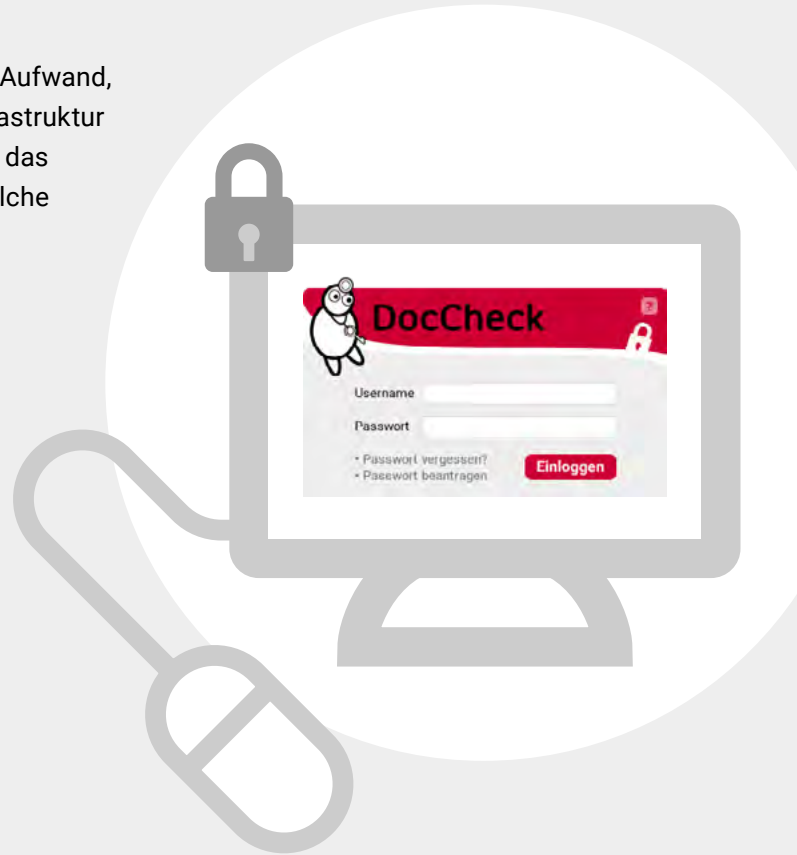 Aufwand,
astruktur
das
lche
DocCheck
?
Username
Passwort
• Passwort vergessen?
• Passwort beantragen
Einloggen